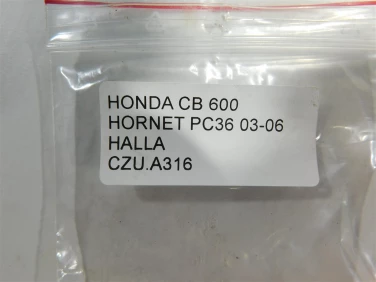 HONDA CB 600
HORNET PC36 03-06
HALLA
CZU.A316